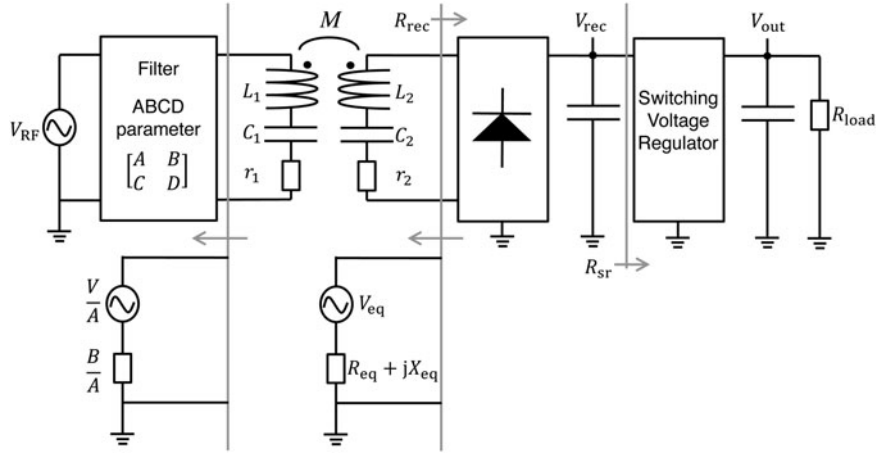 M
R_rec
V_rec
V_out
V_RF
Filter
ABCD
parameter
[A B
C D]
L_1
C_1
r_1
L_2
C_2
r_2
Switching
Voltage
Regulator
R_load
R_sr
V/A
B/A
V_eq
R_eq + jX_eq